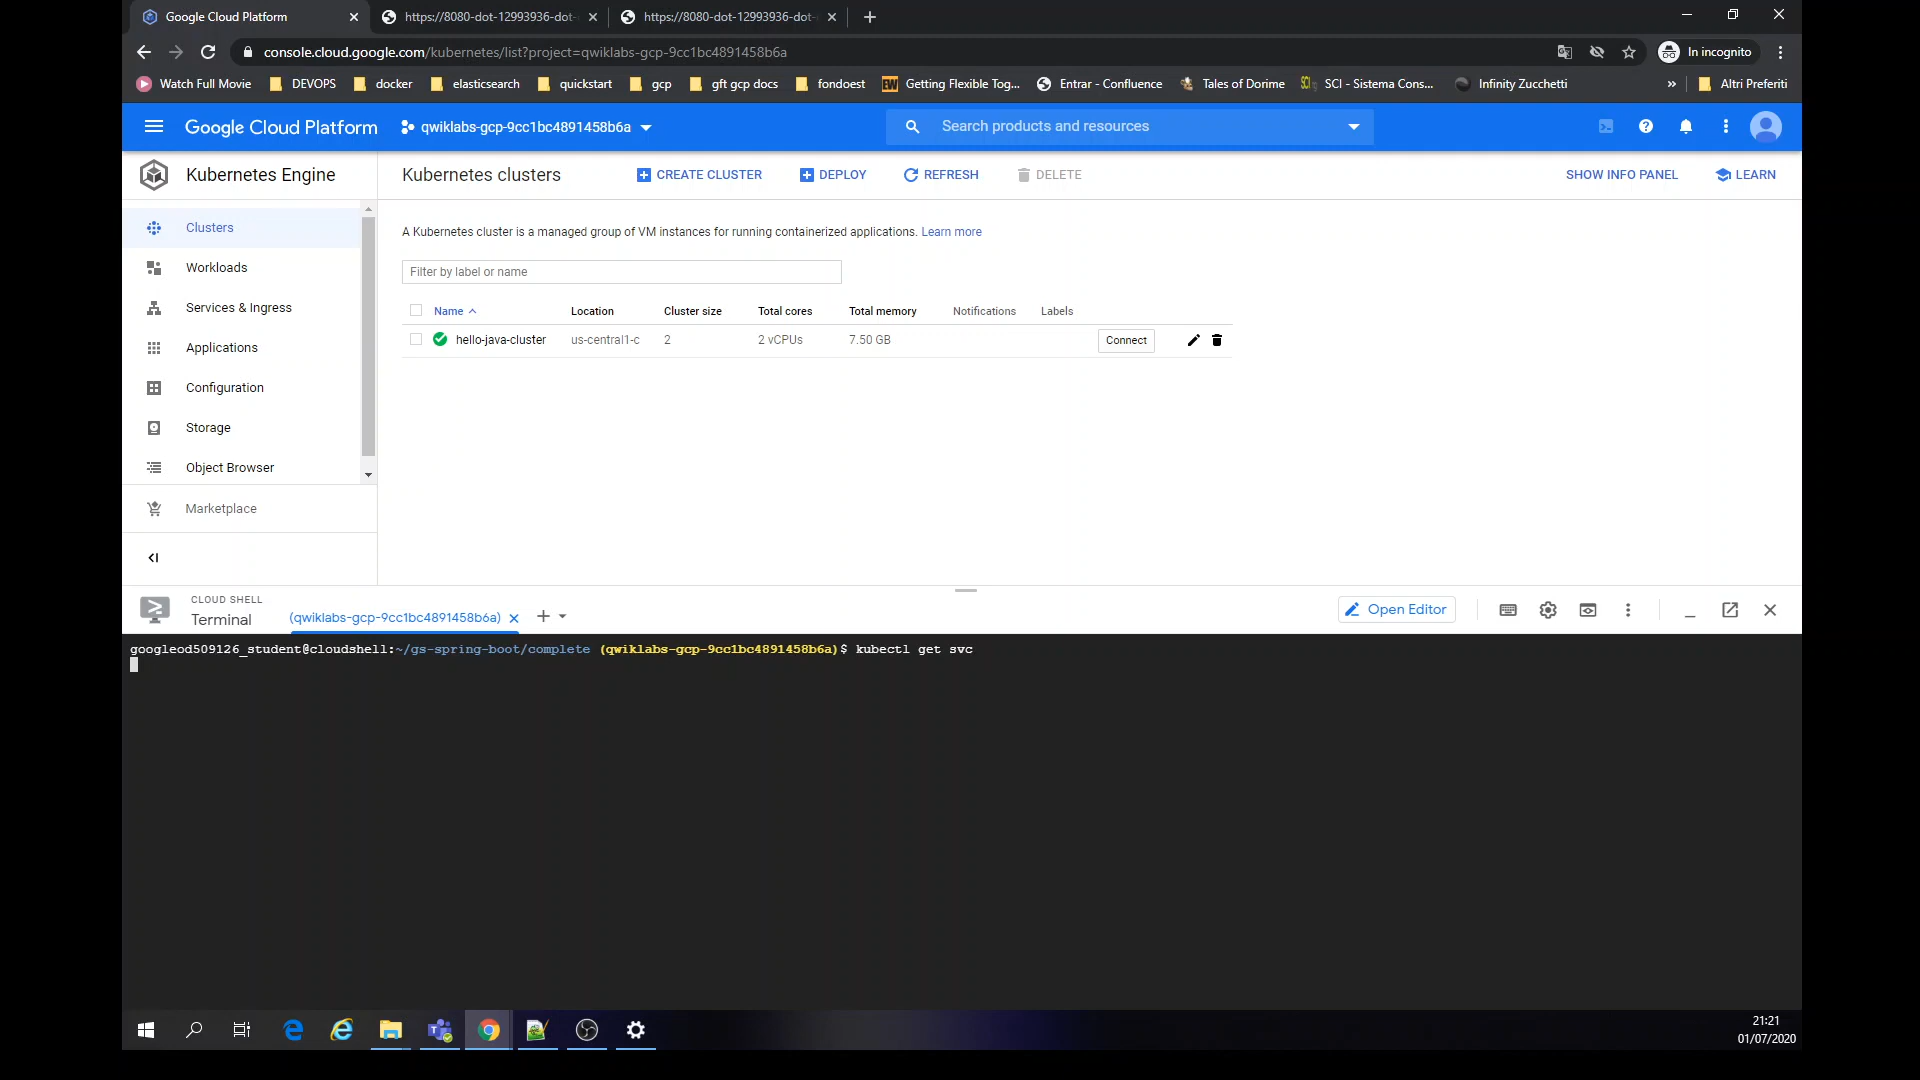 Google Cloud Platform
https://8080-dot-12993936-dot-
https://8080-dot-12993936-dot-
console.cloud.google.com/kubernetes/list?project=qwiklabs-gcp-9cc1bc4891458b6a
In incognito
Watch Full Movie
DEVOPS
docker
elasticsearch
quickstart
gcp
gft gcp docs
fondoest
EW Getting Flexible Tog...
Entrar - Confluence
Tales of Dorime
SCI - Sistema Cons...
Infinity Zucchetti
»
Altri Preferiti
Google Cloud Platform
qwiklabs-gcp-9cc1bc4891458b6a
Search products and resources
Kubernetes Engine
Kubernetes clusters
CREATE CLUSTER
DEPLOY
REFRESH
DELETE
SHOW INFO PANEL
LEARN
Clusters
Workloads
Services & Ingress
Applications
Configuration
Storage
Object Browser
Marketplace
A Kubernetes cluster is a managed group of VM instances for running containerized applications. Learn more
Filter by label or name
Name Location Cluster size Total cores Total memory Notifications Labels
hello-java-cluster us-central1-c 2 2 vCPUs 7.50 GB Connect
CLOUD SHELL
Terminal
(qwiklabs-gcp-9cc1bc4891458b6a)
Open Editor
googleod509126_student@cloudshell:~/gs-spring-boot/complete (qwiklabs-gcp-9cc1bc4891458b6a)$ kubectl get svc
21:21
01/07/2020